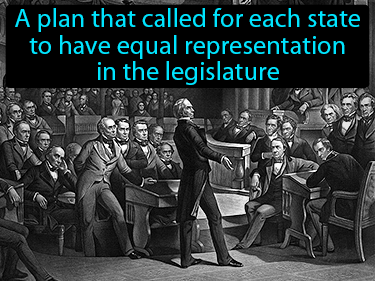 A plan that called for each state
to have equal representation
in the legislature